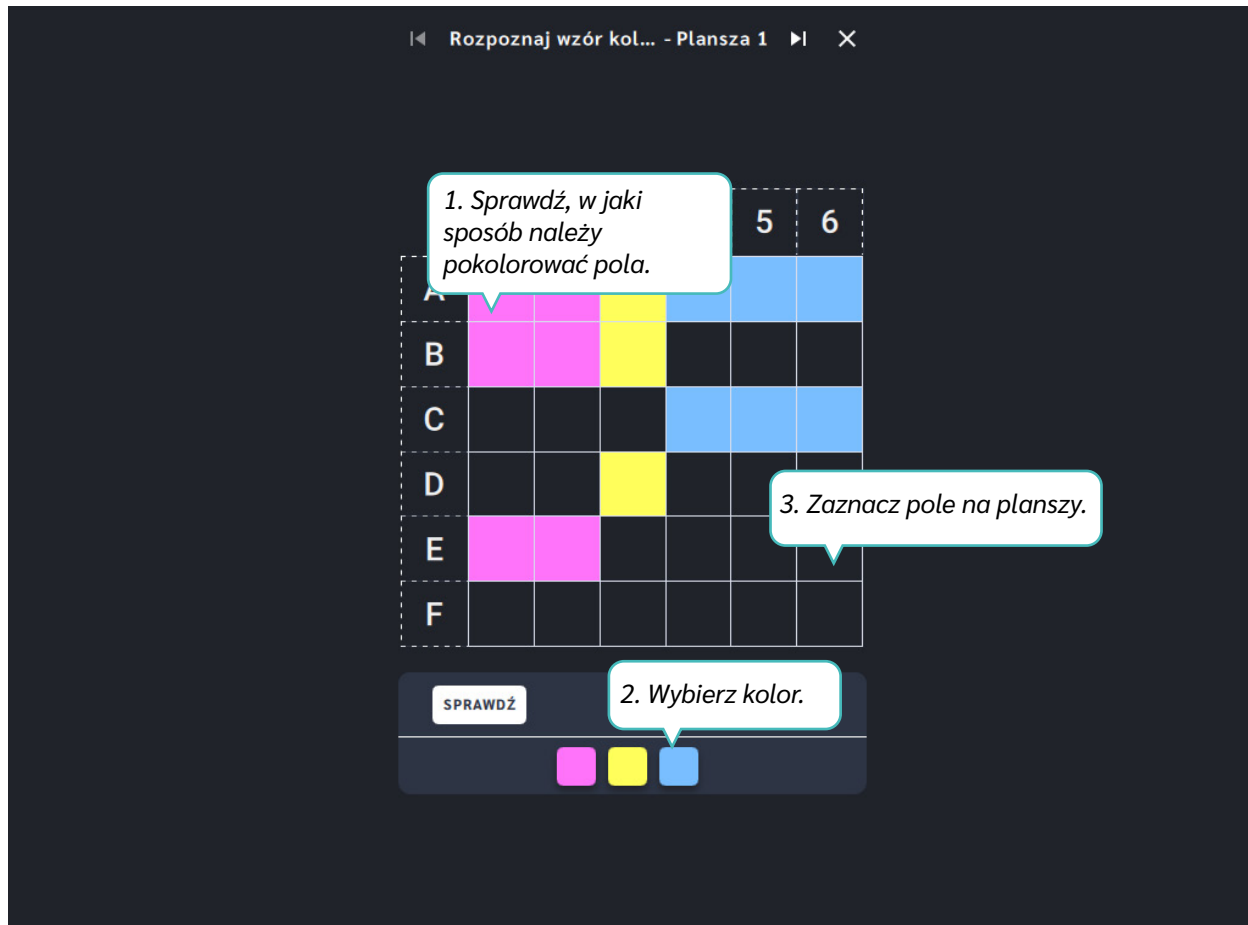 Rozpoznaj wzór kol... - Plansza 1
1. Sprawdź, w jaki
sposób należy
pokolorować pola.
5 6
A
B
C
D
3. Zaznacz pole na planszy.
E
F
SPRAWDŹ
2. Wybierz kolor.